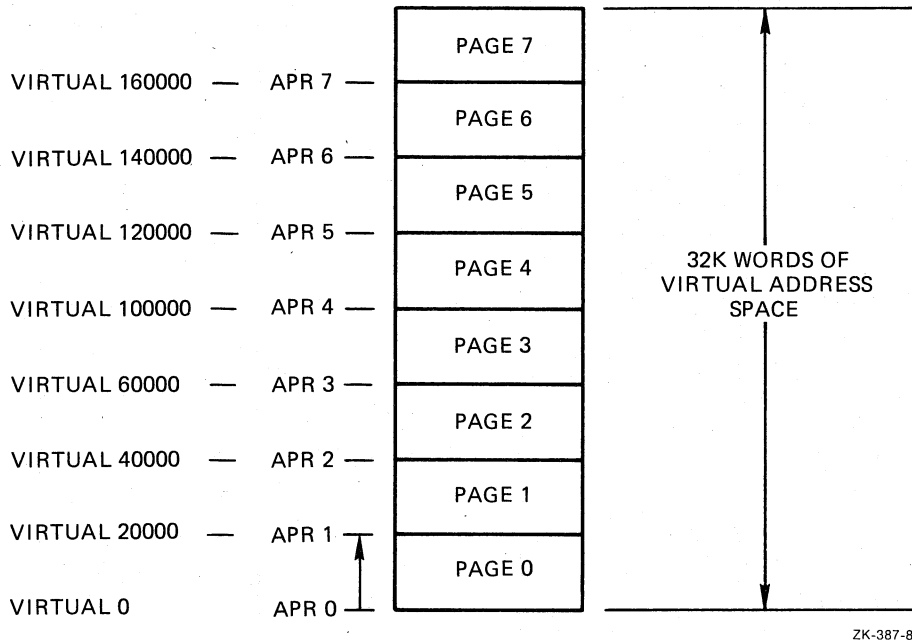 PAGE 7
VIRTUAL 160000 — APR 7 —
PAGE 6
VIRTUAL 140000 — APR 6 —
PAGE 5
VIRTUAL 120000 — APR 5 —
PAGE 4
32K WORDS OF
VIRTUAL ADDRESS
SPACE
VIRTUAL 100000 — APR 4 —
PAGE 3
VIRTUAL 60000 — APR 3 —
PAGE 2
VIRTUAL 40000 — APR 2 —
PAGE 1
VIRTUAL 20000 — APR 1
PAGE 0
VIRTUAL 0 APR 0
ZK-387-8